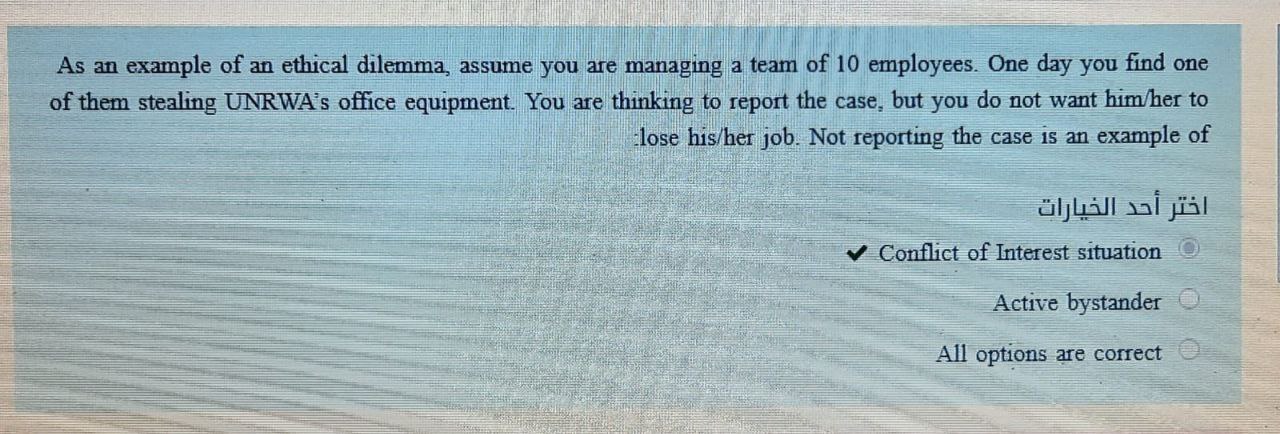 As an example of an ethical dilemma, assume you are managing a team of 10 employees. One day you find one
of them stealing UNRWA's office equipment. You are thinking to report the case, but you do not want him/her to
:lose his/her job. Not reporting the case is an example of
اختر أحد الخيارات
✔ Conflict of Interest situation
Active bystander
All options are correct